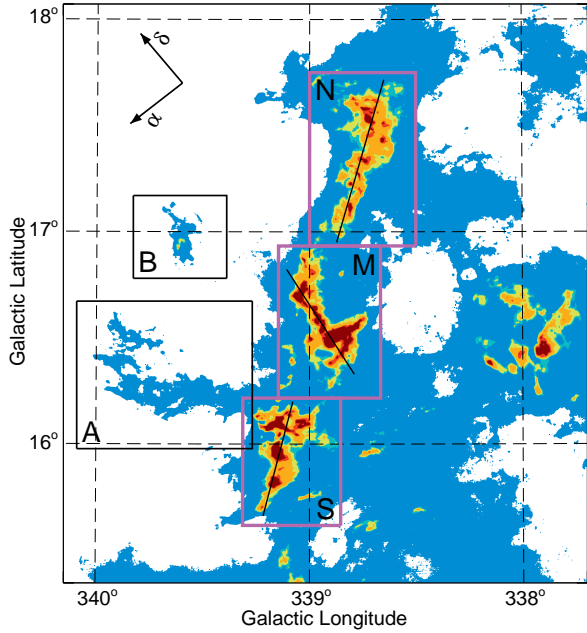 18°
δ
α
N
17°
B
M
Galactic Latitude
A
16°
S
340° 339° 338°
Galactic Longitude